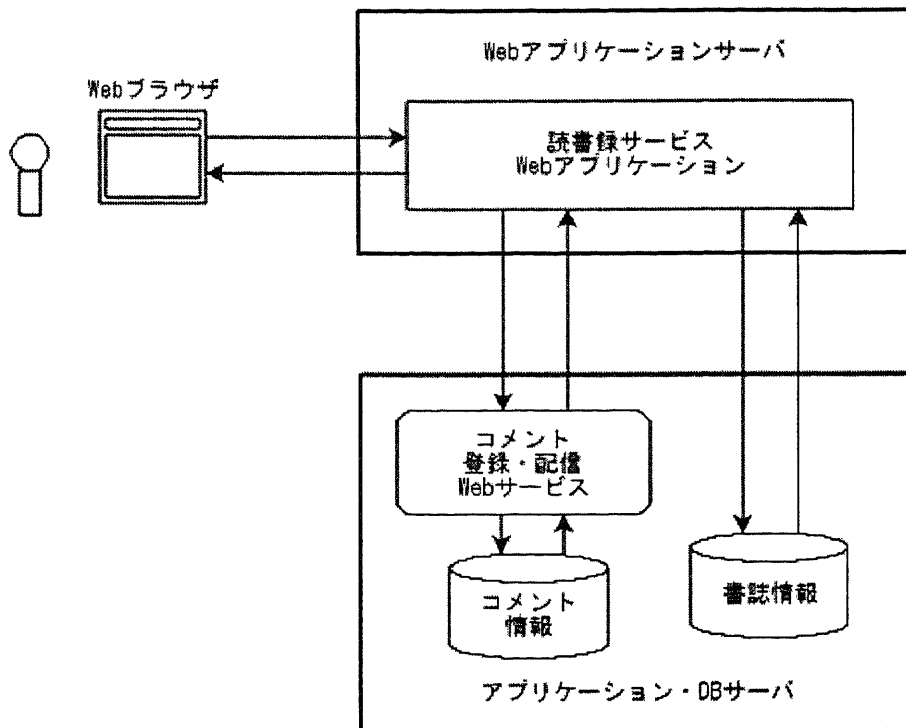 Webアプリケーションサーバ
Webブラウザ
読書録サービス
Webアプリケーション
コメント
登録・配信
Webサービス
コメント
情報
書誌情報
アプリケーション・DBサーバ